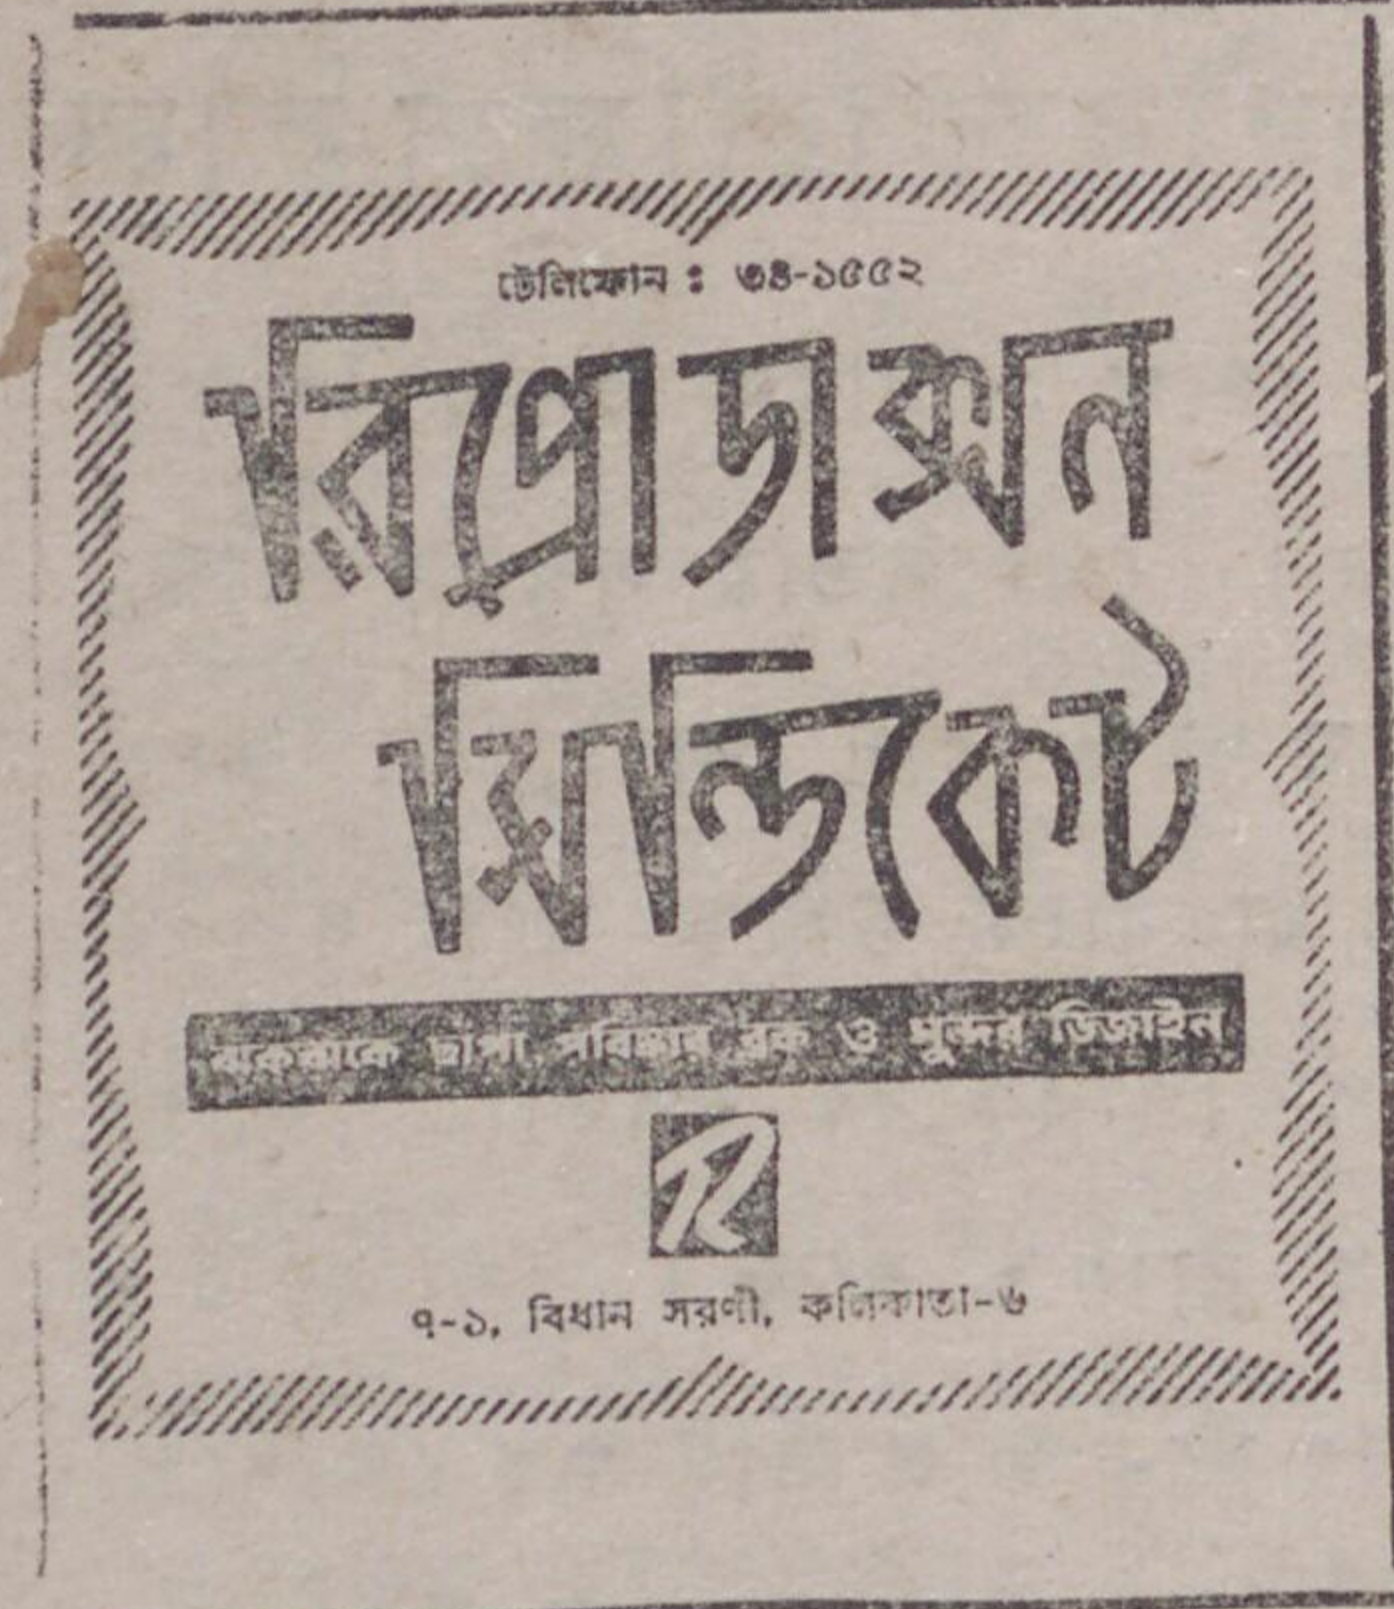 টেলিফোন : ৩৪-১৫৫২
রিপ্রোডাক্সন
সিন্ডিকেট
ঝকঝকে ছাপা পরিষ্কার ব্লক ও সুন্দর ডিজাইন
R
৭-১, বিধান সরণী, কলিকাতা-৬